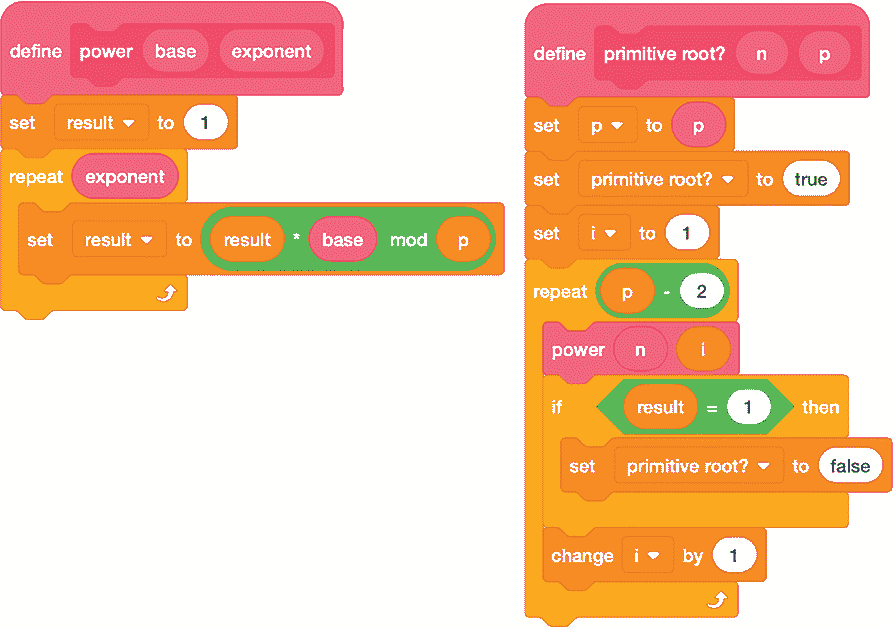 define power base exponent
set result to 1
repeat exponent
set result to result * base mod p
define primitive root? n p
set p to p
set primitive root? to true
set i to 1
repeat p - 2
power n i
if result = 1 then
set primitive root? to false
change i by 1